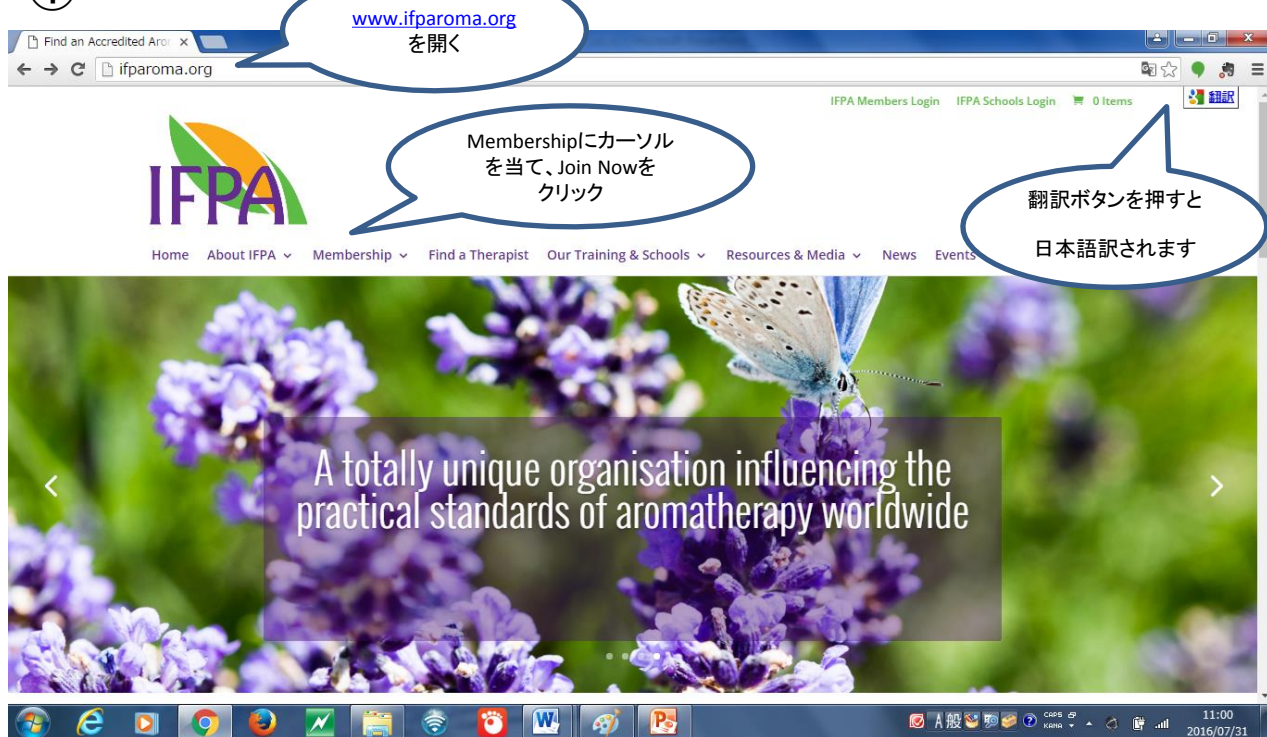 www.ifparoma.org
を開く
Find an Accredited Aro
ifparoma.org
IFPA Members Login IFPA Schools Login 0 Items
翻訳
Membershipにカーソル
を当て、Join Nowを
クリック
IFPA
翻訳ボタンを押すと
日本語訳されます
Home About IFPA Membership Find a Therapist Our Training & Schools Resources & Media News Events
A totally unique organisation influencing the
practical standards of aromatherapy worldwide
A 般 CAPS
KANA
11:00
2016/07/31